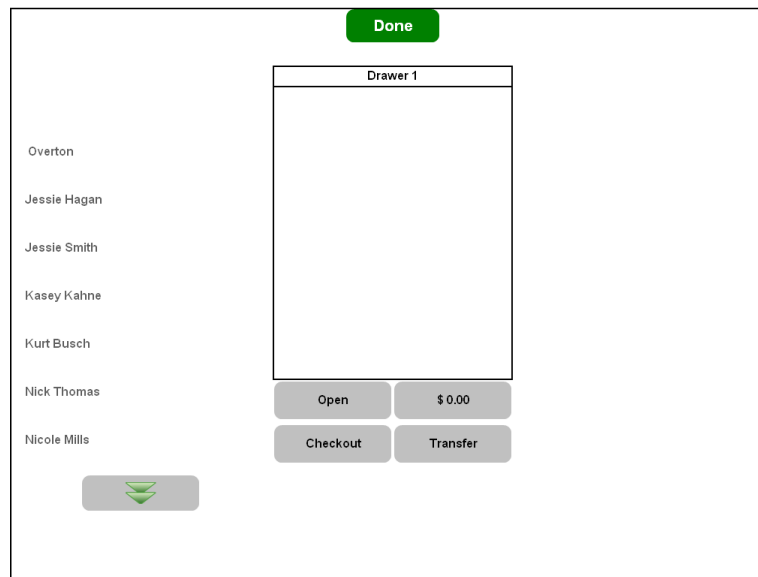 Done
Drawer 1
Overton
Jessie Hagan
Jessie Smith
Kasey Kahne
Kurt Busch
Nick Thomas
Nicole Mills
Open
$ 0.00
Checkout
Transfer